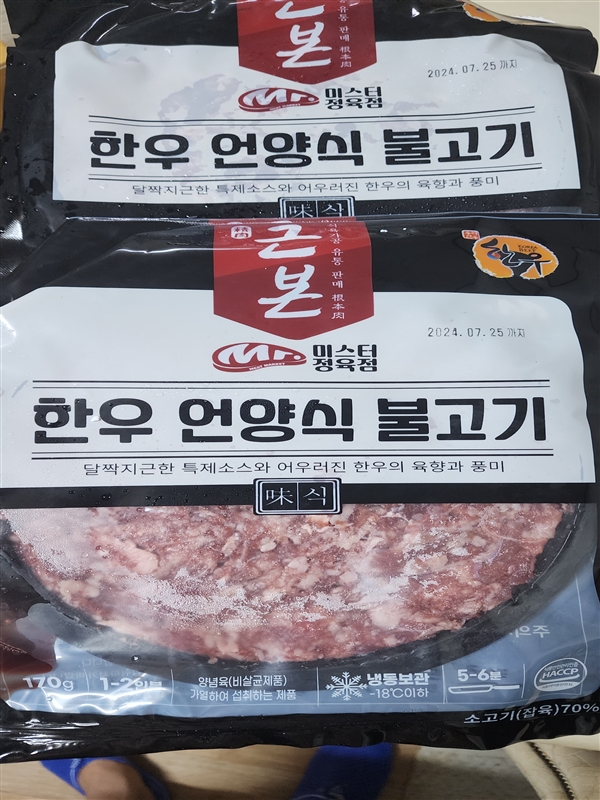 근
본
유통 판매 根本肉
2024.07.25 까지
Mr.
미스터
정육점
한우 언양식 불고기
달짝지근한 특제소스와 어우러진 한우의 육향과 풍미
味 식
근
본
유통 판매 根本肉
한우
2024.07.25 까지
Mr.
MEAT MARKET
미스터
정육점
한우 언양식 불고기
달짝지근한 특제소스와 어우러진 한우의 육향과 풍미
味 식
170g
1-2인분
양념육(비살균제품)
가열하여 섭취하는 제품
냉동보관
-18℃이하
5-6분
HACCP
소고기(잡육)70%